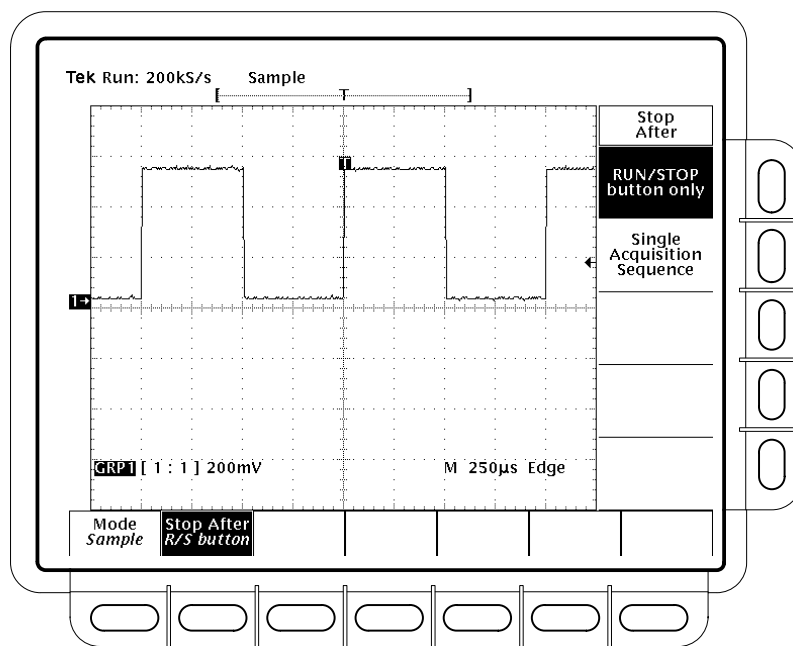 Tek Run: 200kS/s Sample
[ T ]
Stop
After
T
RUN/STOP
button only
Single
Acquisition
Sequence
1→
GRP1 [ 1 : 1 ] 200mV M 250µs Edge
Mode
Sample
Stop After
R/S button